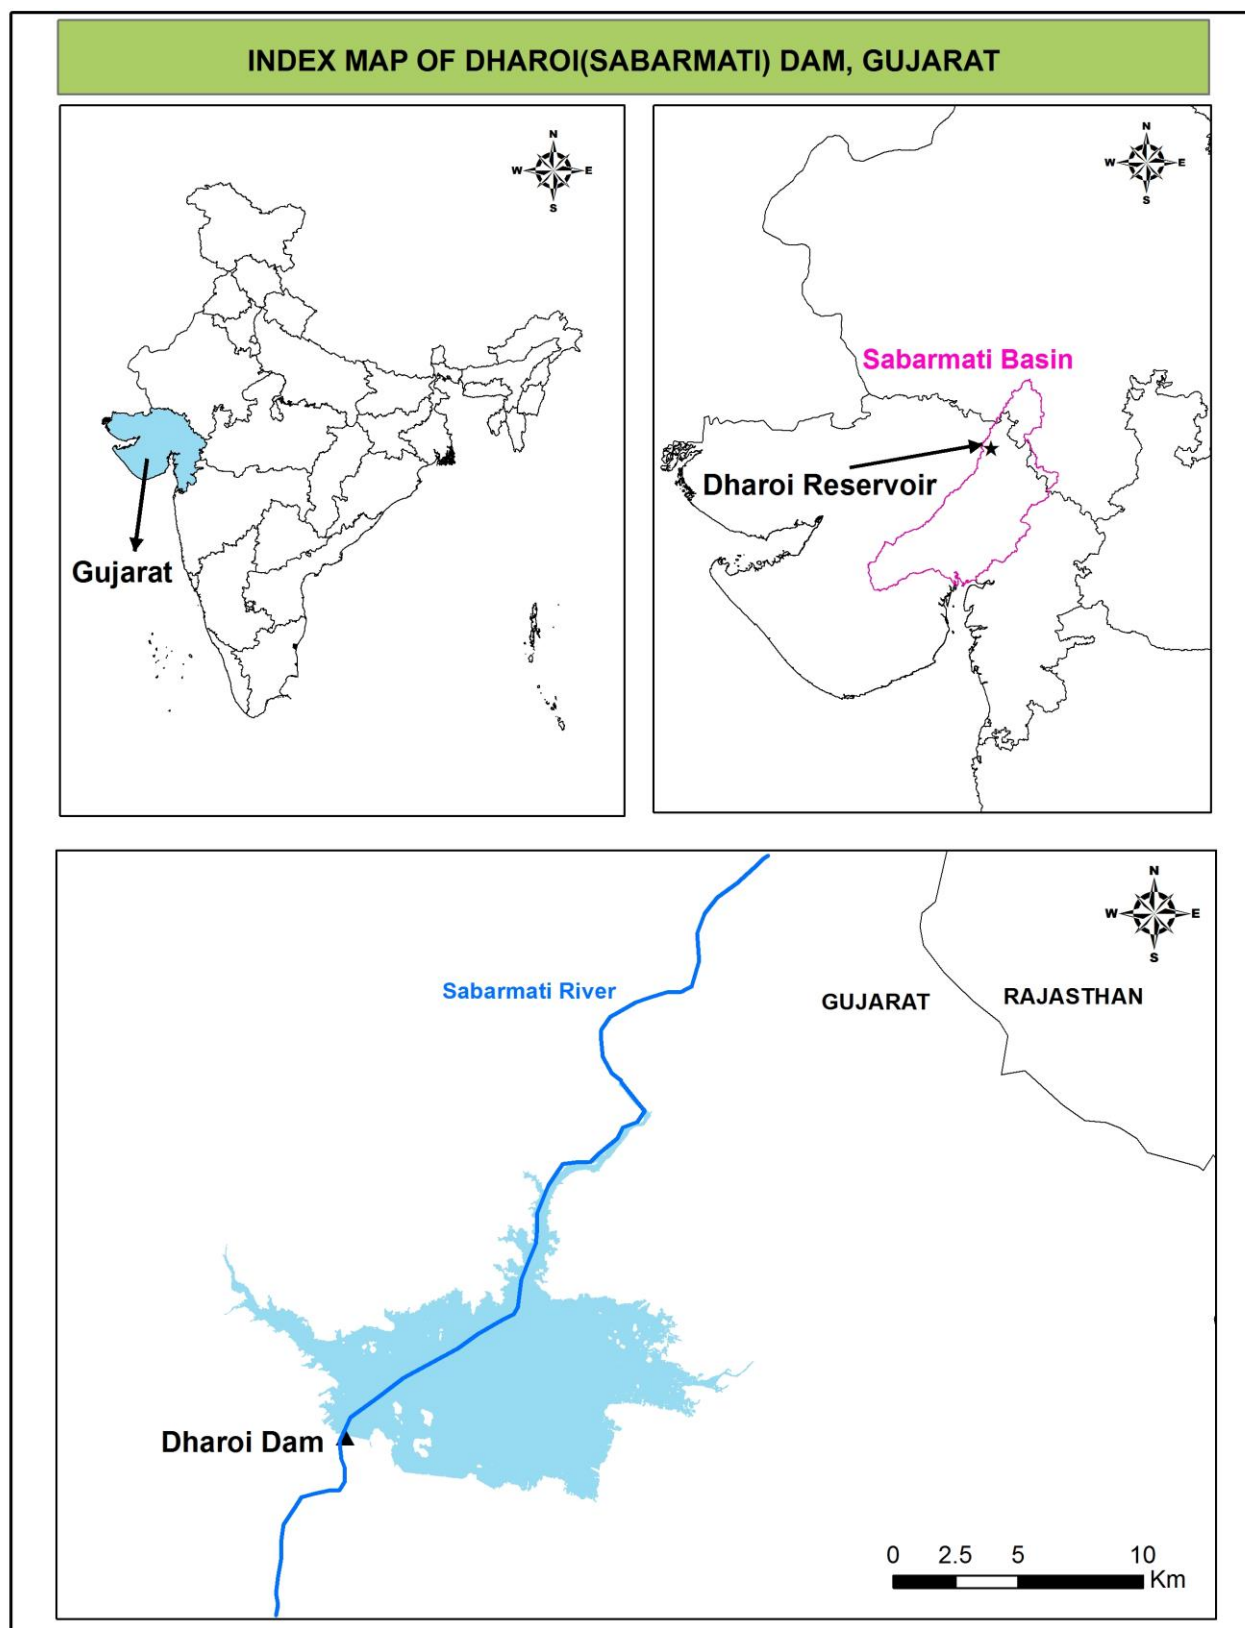 INDEX MAP OF DHAROI(SABARMATI) DAM, GUJARAT
N
W E
S
Gujarat
N
W E
S
Sabarmati Basin
Dharoi Reservoir
N
W E
S
Sabarmati River
GUJARAT
RAJASTHAN
Dharoi Dam
0 2.5 5 10
Km